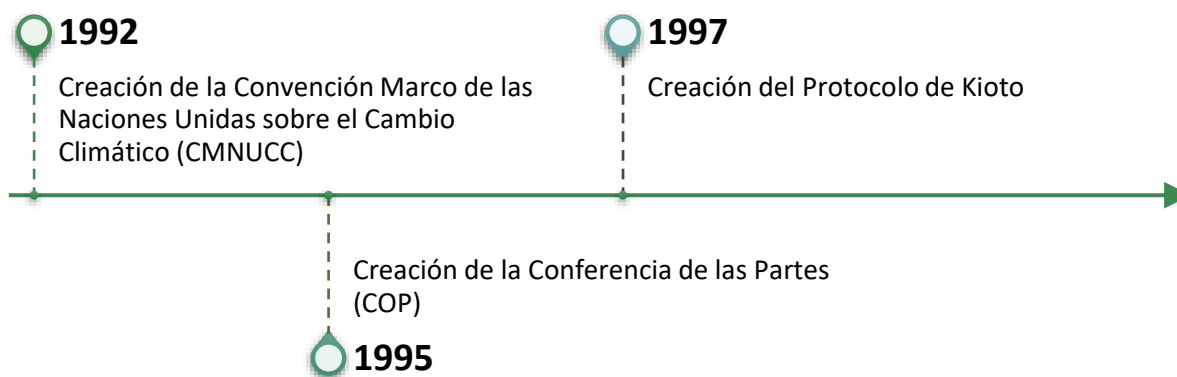 1992
Creación de la Convención Marco de las
Naciones Unidas sobre el Cambio
Climático (CMNUCC)
1997
Creación del Protocolo de Kioto
Creación de la Conferencia de las Partes
(COP)
1995